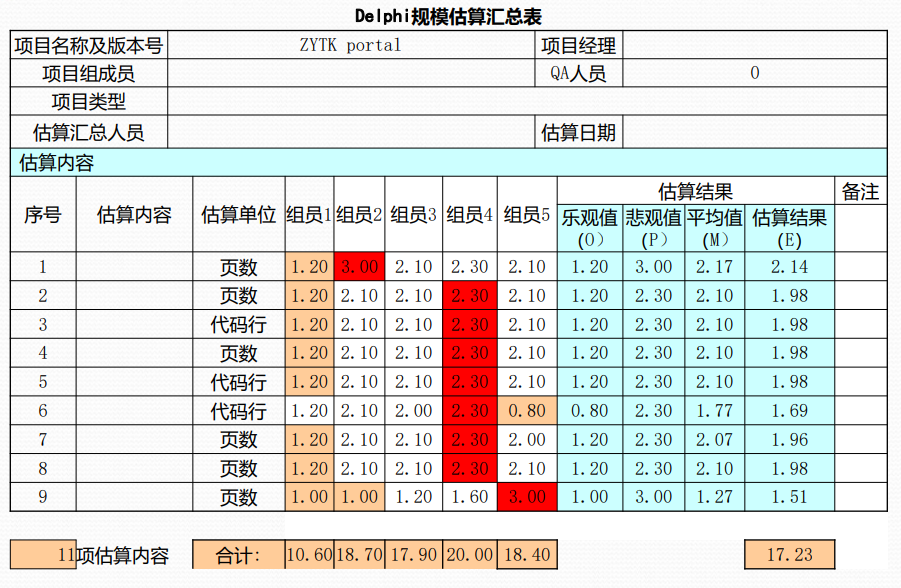 Delphi规模估算汇总表
项目名称及版本号 ZYTK portal 项目经理
项目组成员 QA人员 0
项目类型
估算汇总人员 估算日期
估算内容
序号 估算内容 估算单位 组员1 组员2 组员3 组员4 组员5 估算结果 备注
乐观值(O) 悲观值(P) 平均值(M) 估算结果(E)
1 页数 1.20 3.00 2.10 2.30 2.10 1.20 3.00 2.17 2.14
2 页数 1.20 2.10 2.10 2.30 2.10 1.20 2.30 2.10 1.98
3 代码行 1.20 2.10 2.10 2.30 2.10 1.20 2.30 2.10 1.98
4 页数 1.20 2.10 2.10 2.30 2.10 1.20 2.30 2.10 1.98
5 代码行 1.20 2.10 2.10 2.30 2.10 1.20 2.30 2.10 1.98
6 代码行 1.20 2.10 2.00 2.30 0.80 0.80 2.30 1.77 1.69
7 页数 1.20 2.10 2.10 2.30 2.00 1.20 2.30 2.07 1.96
8 页数 1.20 2.10 2.10 2.30 2.10 1.20 2.30 2.10 1.98
9 页数 1.00 1.00 1.20 1.60 3.00 1.00 3.00 1.27 1.51
11项估算内容 合计: 10.60 18.70 17.90 20.00 18.40 17.23